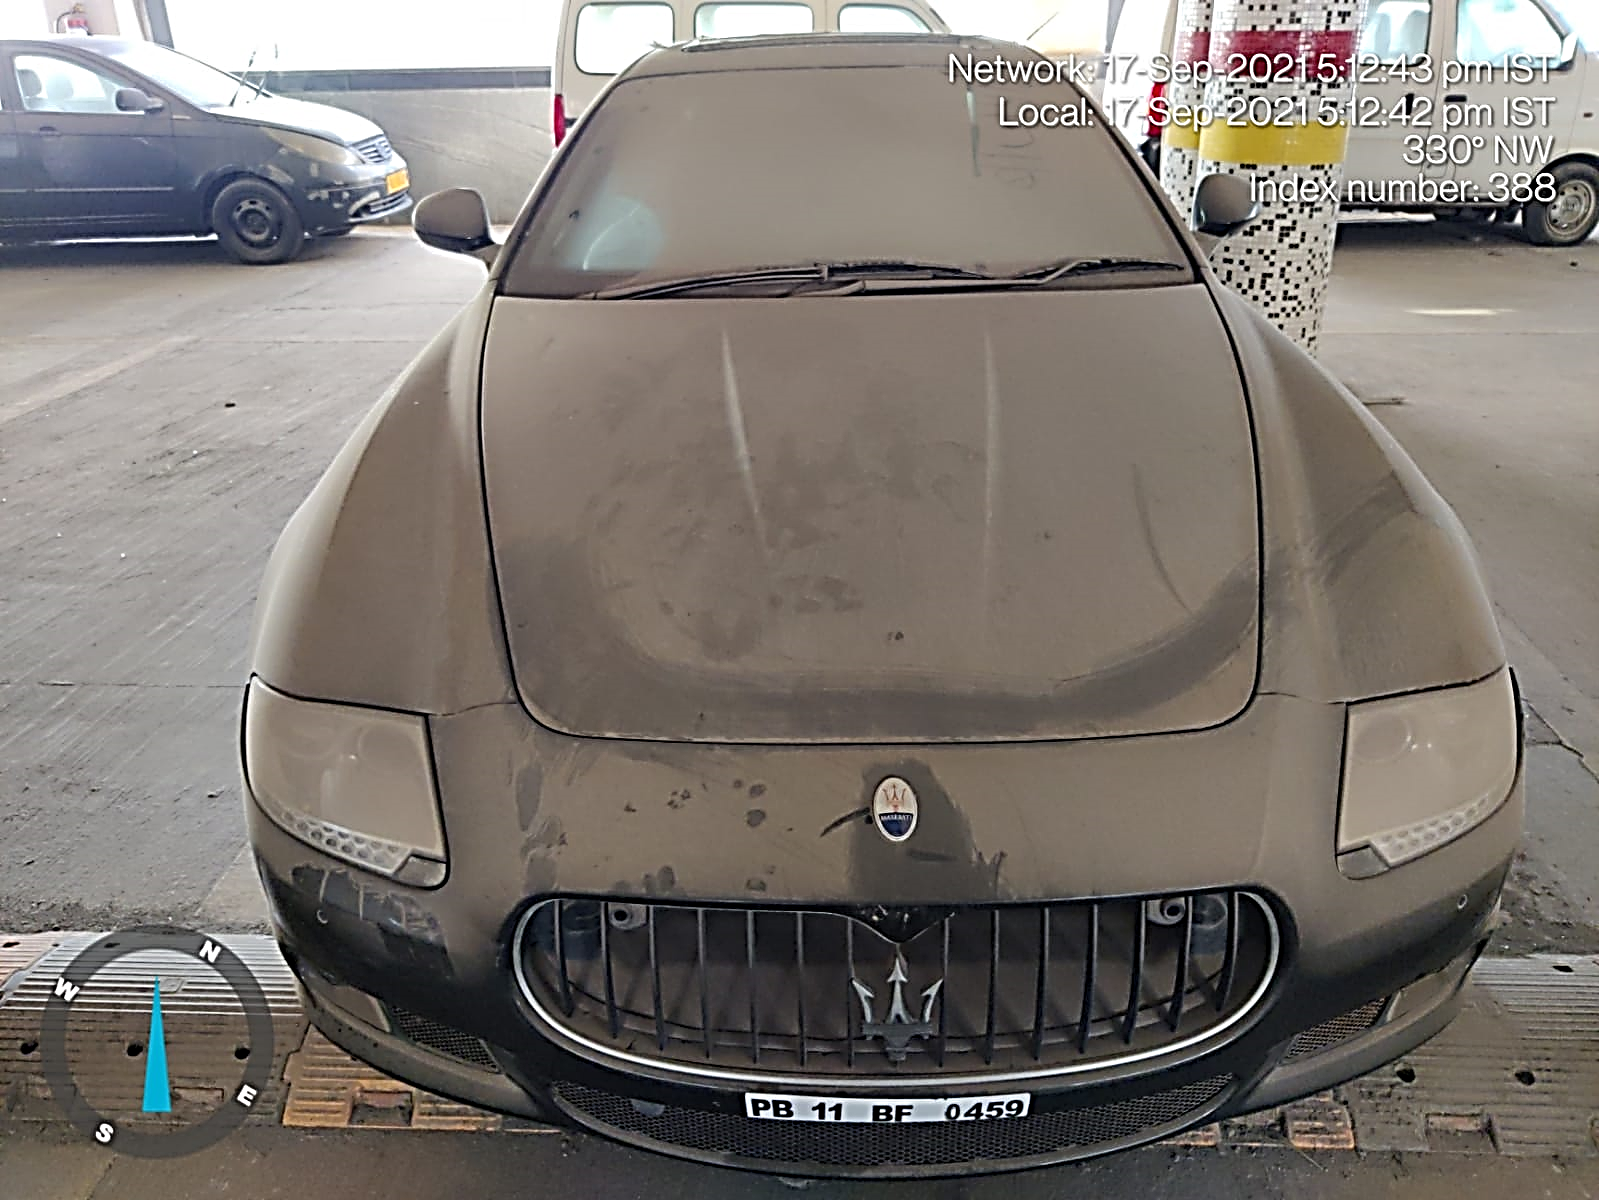 Network: 17-Sep-2021 5:12:43 pm IST
Local: 17-Sep-2021 5:12:42 pm IST
330° NW
Index number: 388
MASERATI
N
W
E
S
PB 11 BF 0459